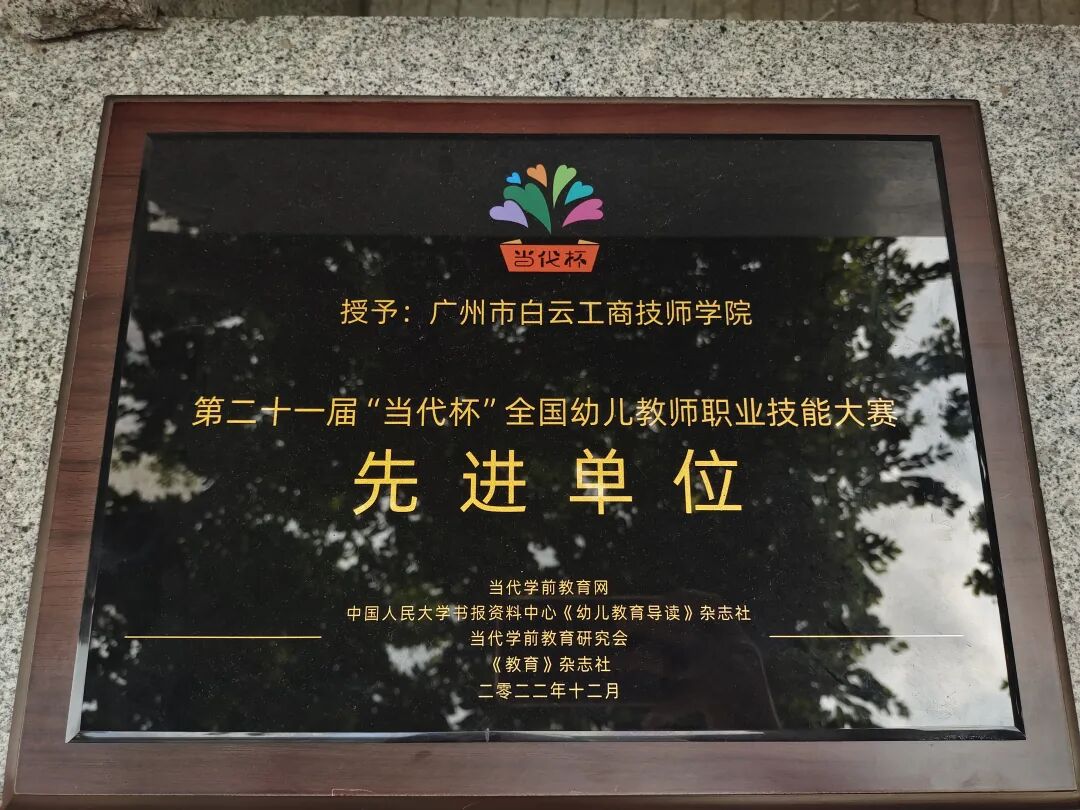 当代杯
授予：广州市白云工商技师学院
第二十一届“当代杯”全国幼儿教师职业技能大赛
先进单位
当代学前教育网
中国人民大学书报资料中心《幼儿教育导读》杂志社
当代学前教育研究会
《教育》杂志社
二零二二年十二月